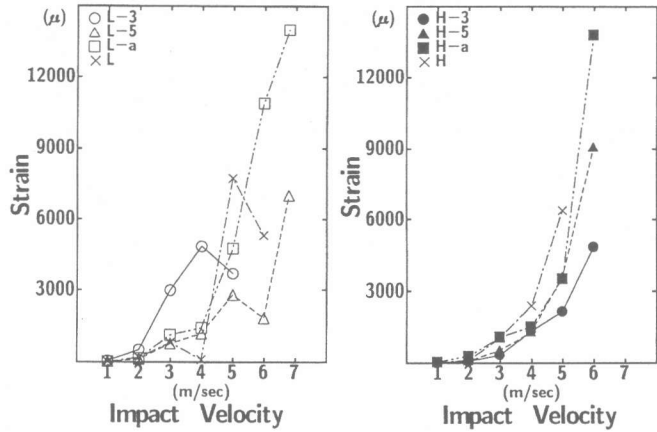 (μ)
L-3
L-5
L-a
L
12000
9000
6000
3000
Strain
1 2 3 4 5 6 7
(m/sec)
Impact Velocity
(μ)
H-3
H-5
H-a
H
12000
9000
6000
3000
Strain
1 2 3 4 5 6 7
(m/sec)
Impact Velocity